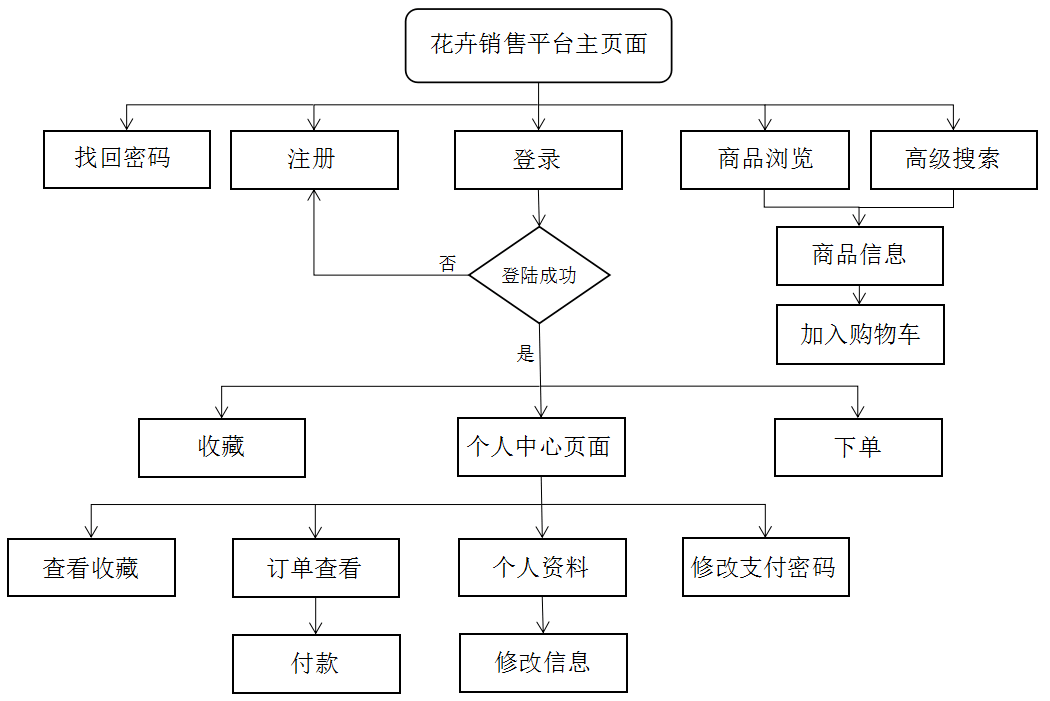 花卉销售平台主页面
找回密码
注册
登录
商品浏览
高级搜索
商品信息
否
登陆成功
加入购物车
是
收藏
个人中心页面
下单
查看收藏
订单查看
个人资料
修改支付密码
付款
修改信息